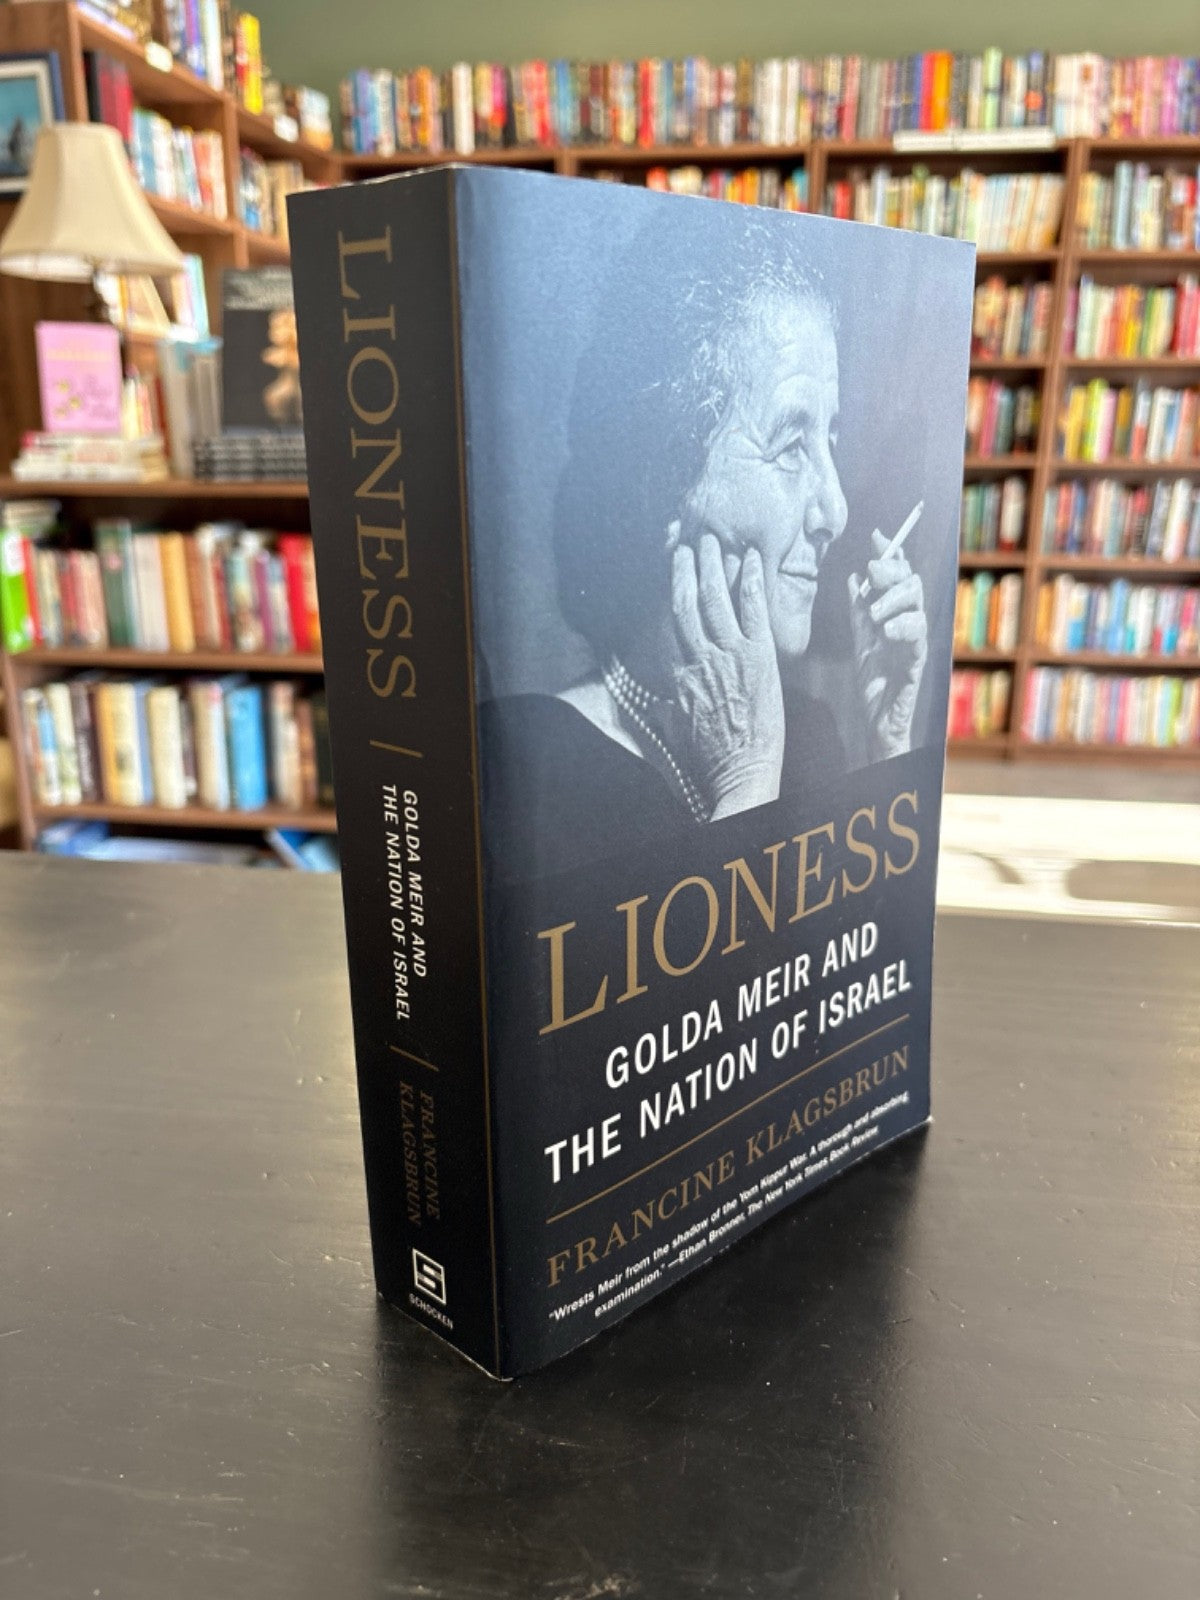 LIONESS
GOLDA MEIR AND
THE NATION OF ISRAEL
FRANCINE
KLAGSBRUN
S
SCHOCKEN
LIONESS
GOLDA MEIR AND
THE NATION OF ISRAEL
FRANCINE KLAGSBRUN
"Wrests Meir from the shadow of the Yom Kippur War. A thorough and absorbing
examination." —Ethan Bronner, The New York Times Book Review